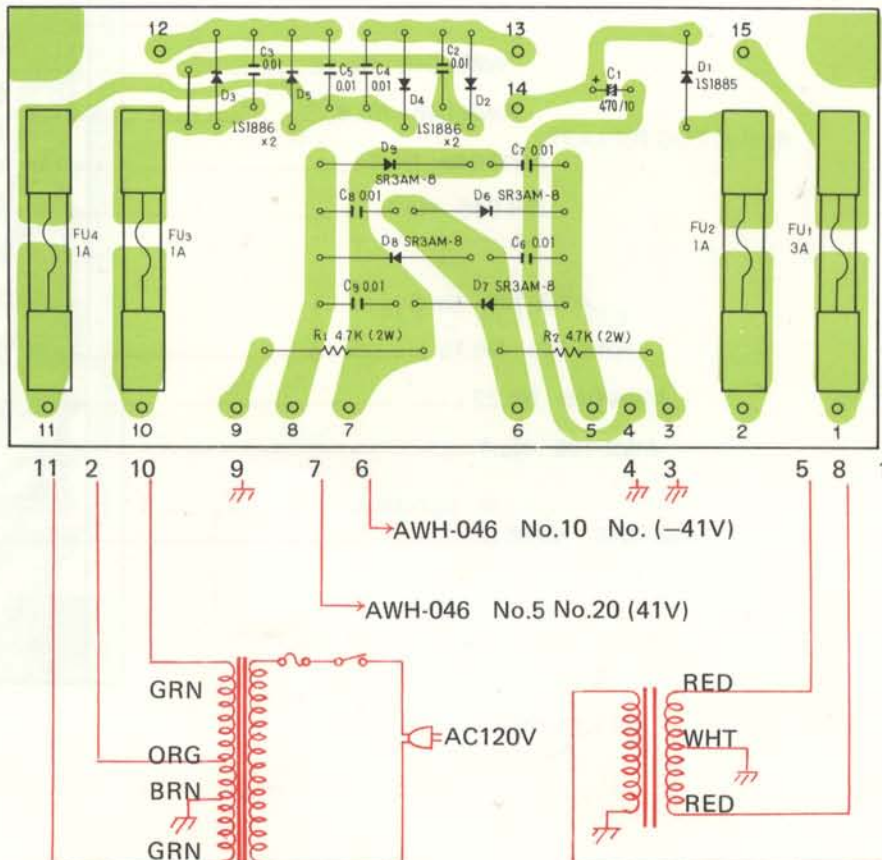 12
13
15
C3
0.01
C5
0.01
C4
0.01
C2
0.01
D3
D5
D4
D2
14
+
C1
470/10
D1
1S1885
1S1886
×2
1S1886
×2
D9
SR3AM-8
C7 0.01
C8 0.01
D6 SR3AM-8
D8 SR3AM-8
C6 0.01
C9 0.01
D7 SR3AM-8
R1 4.7K (2W)
R2 4.7K (2W)
FU4
1A
FU3
1A
FU2
1A
FU1
3A
11 10 9 8 7 6 5 4 3 2 1
11 2 10 9 7 6 4 3 5 8
AWH-046 No.10 No. (−41V)
AWH-046 No.5 No.20 (41V)
GRN
ORG
BRN
GRN
AC120V
RED
WHT
RED